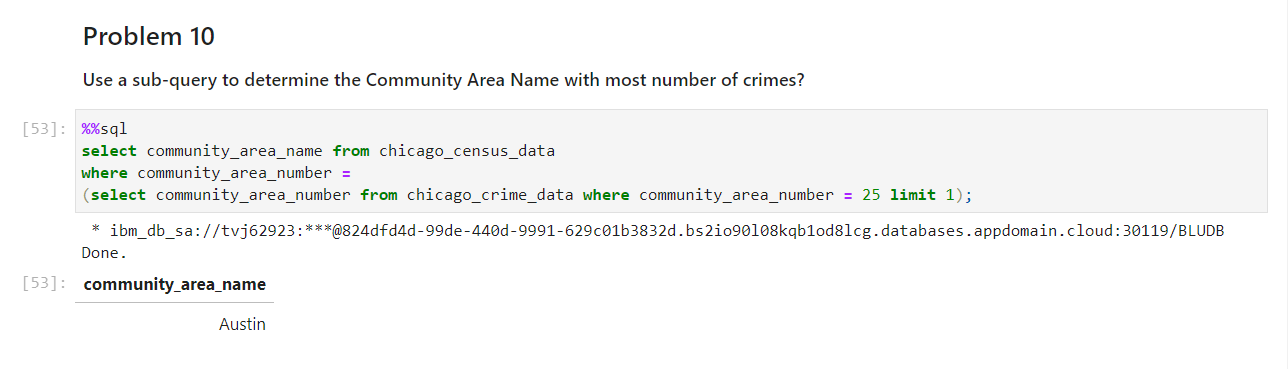 Problem 10
Use a sub-query to determine the Community Area Name with most number of crimes?
[53]: %%sql
select community_area_name from chicago_census_data
where community_area_number =
(select community_area_number from chicago_crime_data where community_area_number = 25 limit 1);
* ibm_db_sa://tvj62923:***@824dfd4d-99de-440d-9991-629c01b3832d.bs2io90l08kqb1od8lcg.databases.appdomain.cloud:30119/BLUDB
Done.
[53]: community_area_name
Austin